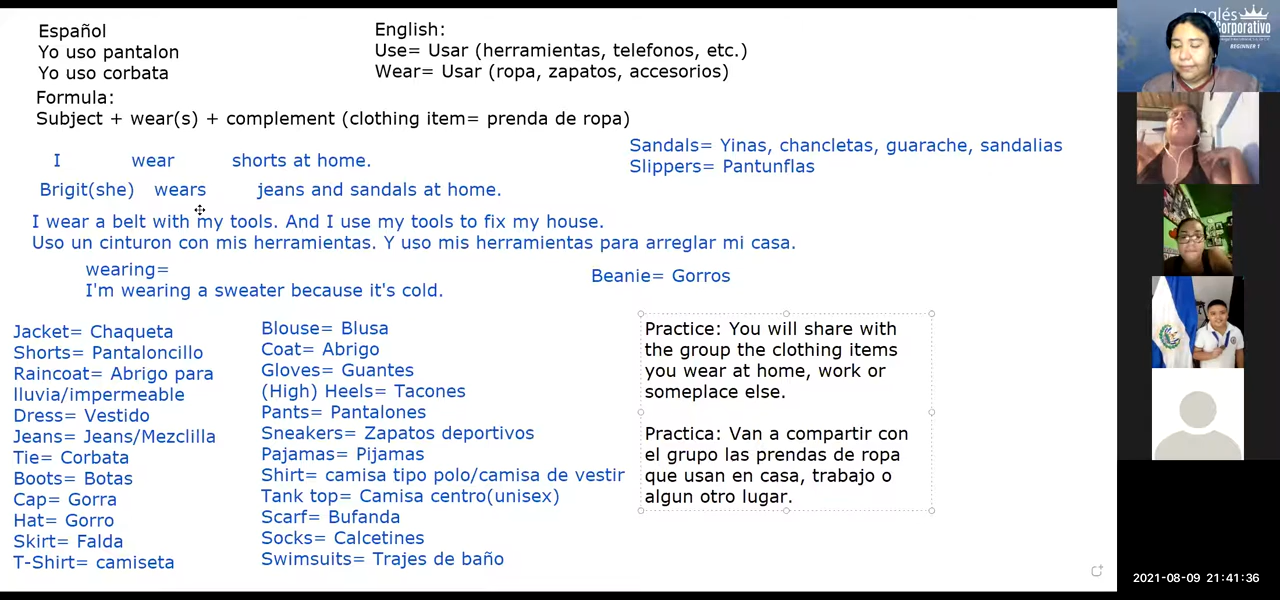 Español
Yo uso pantalon
Yo uso corbata
English:
Use= Usar (herramientas, telefonos, etc.)
Wear= Usar (ropa, zapatos, accesorios)
Formula:
Subject + wear(s) + complement (clothing item= prenda de ropa)
I wear shorts at home.
Brigit(she) wears jeans and sandals at home.
Sandals= Yinas, chancletas, guarache, sandalias
Slippers= Pantunflas
I wear a belt with my tools. And I use my tools to fix my house.
Uso un cinturon con mis herramientas. Y uso mis herramientas para arreglar mi casa.
wearing=
I'm wearing a sweater because it's cold.
Beanie= Gorros
Jacket= Chaqueta
Shorts= Pantaloncillo
Raincoat= Abrigo para
lluvia/impermeable
Dress= Vestido
Jeans= Jeans/Mezclilla
Tie= Corbata
Boots= Botas
Cap= Gorra
Hat= Gorro
Skirt= Falda
T-Shirt= camiseta
Blouse= Blusa
Coat= Abrigo
Gloves= Guantes
(High) Heels= Tacones
Pants= Pantalones
Sneakers= Zapatos deportivos
Pajamas= Pijamas
Shirt= camisa tipo polo/camisa de vestir
Tank top= Camisa centro(unisex)
Scarf= Bufanda
Socks= Calcetines
Swimsuits= Trajes de baño
Practice: You will share with
the group the clothing items
you wear at home, work or
someplace else.
Practica: Van a compartir con
el grupo las prendas de ropa
que usan en casa, trabajo o
algun otro lugar.
Inglés
Corporativo
BEGINNER 1
2021-08-09 21:41:36